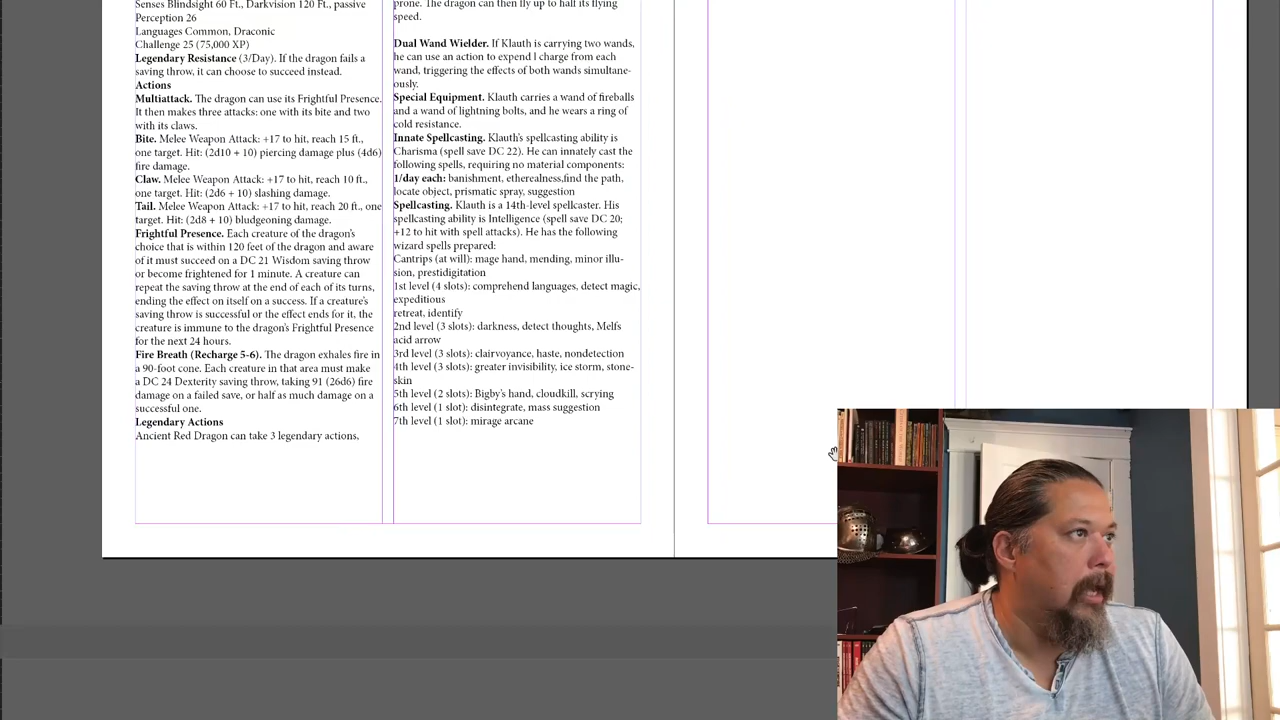 Senses Blindsight 60 Ft., Darkvision 120 Ft., passive
Perception 26
Languages Common, Draconic
Challenge 25 (75,000 XP)
Legendary Resistance (3/Day). If the dragon fails a
saving throw, it can choose to succeed instead.
Actions
Multiattack. The dragon can use its Frightful Presence.
It then makes three attacks: one with its bite and two
with its claws.
Bite. Melee Weapon Attack: +17 to hit, reach 15 ft.,
one target. Hit: (2d10 + 10) piercing damage plus (4d6)
fire damage.
Claw. Melee Weapon Attack: +17 to hit, reach 10 ft.,
one target. Hit: (2d6 + 10) slashing damage.
Tail. Melee Weapon Attack: +17 to hit, reach 20 ft., one
target. Hit: (2d8 + 10) bludgeoning damage.
Frightful Presence. Each creature of the dragon's
choice that is within 120 feet of the dragon and aware
of it must succeed on a DC 21 Wisdom saving throw
or become frightened for 1 minute. A creature can
repeat the saving throw at the end of each of its turns,
ending the effect on itself on a success. If a creature's
saving throw is successful or the effect ends for it, the
creature is immune to the dragon's Frightful Presence
for the next 24 hours.
Fire Breath (Recharge 5-6). The dragon exhales fire in
a 90-foot cone. Each creature in that area must make
a DC 24 Dexterity saving throw, taking 91 (26d6) fire
damage on a failed save, or half as much damage on a
successful one.
Legendary Actions
Ancient Red Dragon can take 3 legendary actions,
prone. The dragon can then fly up to half its flying
speed.
Dual Wand Wielder. If Klauth is carrying two wands,
he can use an action to expend l charge from each
wand, triggering the effects of both wands simultane-
ously.
Special Equipment. Klauth carries a wand of fireballs
and a wand of lightning bolts, and he wears a ring of
cold resistance.
Innate Spellcasting. Klauth's spellcasting ability is
Charisma (spell save DC 22). He can innately cast the
following spells, requiring no material components:
1/day each: banishment, etherealness,find the path,
locate object, prismatic spray, suggestion
Spellcasting. Klauth is a 14th-level spellcaster. His
spellcasting ability is Intelligence (spell save DC 20;
+12 to hit with spell attacks). He has the following
wizard spells prepared:
Cantrips (at will): mage hand, mending, minor illu-
sion, prestidigitation
1st level (4 slots): comprehend languages, detect magic,
expeditious
retreat, identify
2nd level (3 slots): darkness, detect thoughts, Melfs
acid arrow
3rd level (3 slots): clairvoyance, haste, nondetection
4th level (3 slots): greater invisibility, ice storm, stone-
skin
5th level (2 slots): Bigby's hand, cloudkill, scrying
6th level (1 slot): disintegrate, mass suggestion
7th level (1 slot): mirage arcane